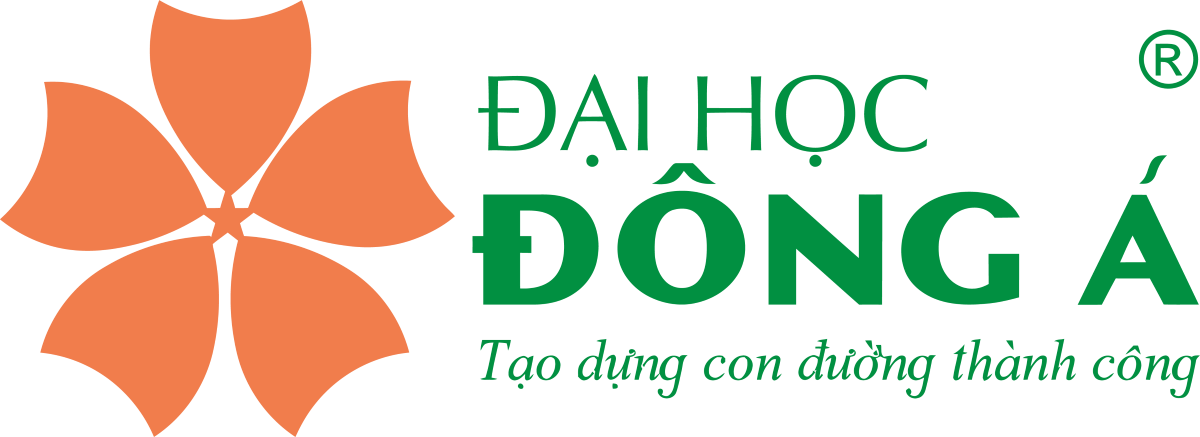 ®
ĐẠI HỌC
ĐÔNG Á
Tạo dựng con đường thành công